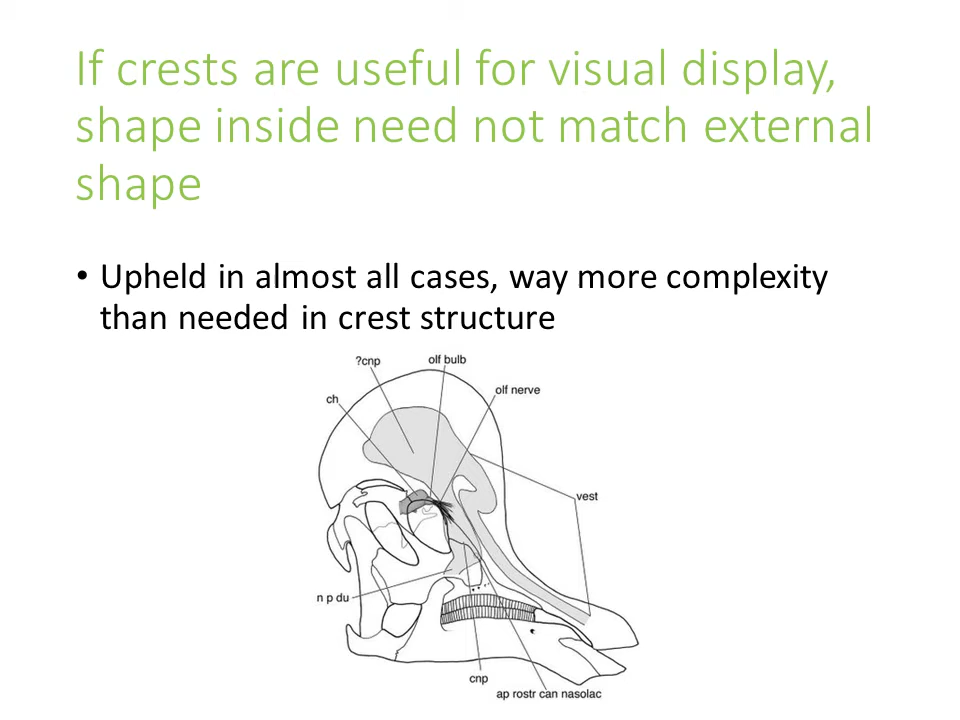 If crests are useful for visual display,
shape inside need not match external
shape
• Upheld in almost all cases, way more complexity
than needed in crest structure
?cnp
olf bulb
olf nerve
ch
vest
n p du
cnp
ap rostr can nasolac